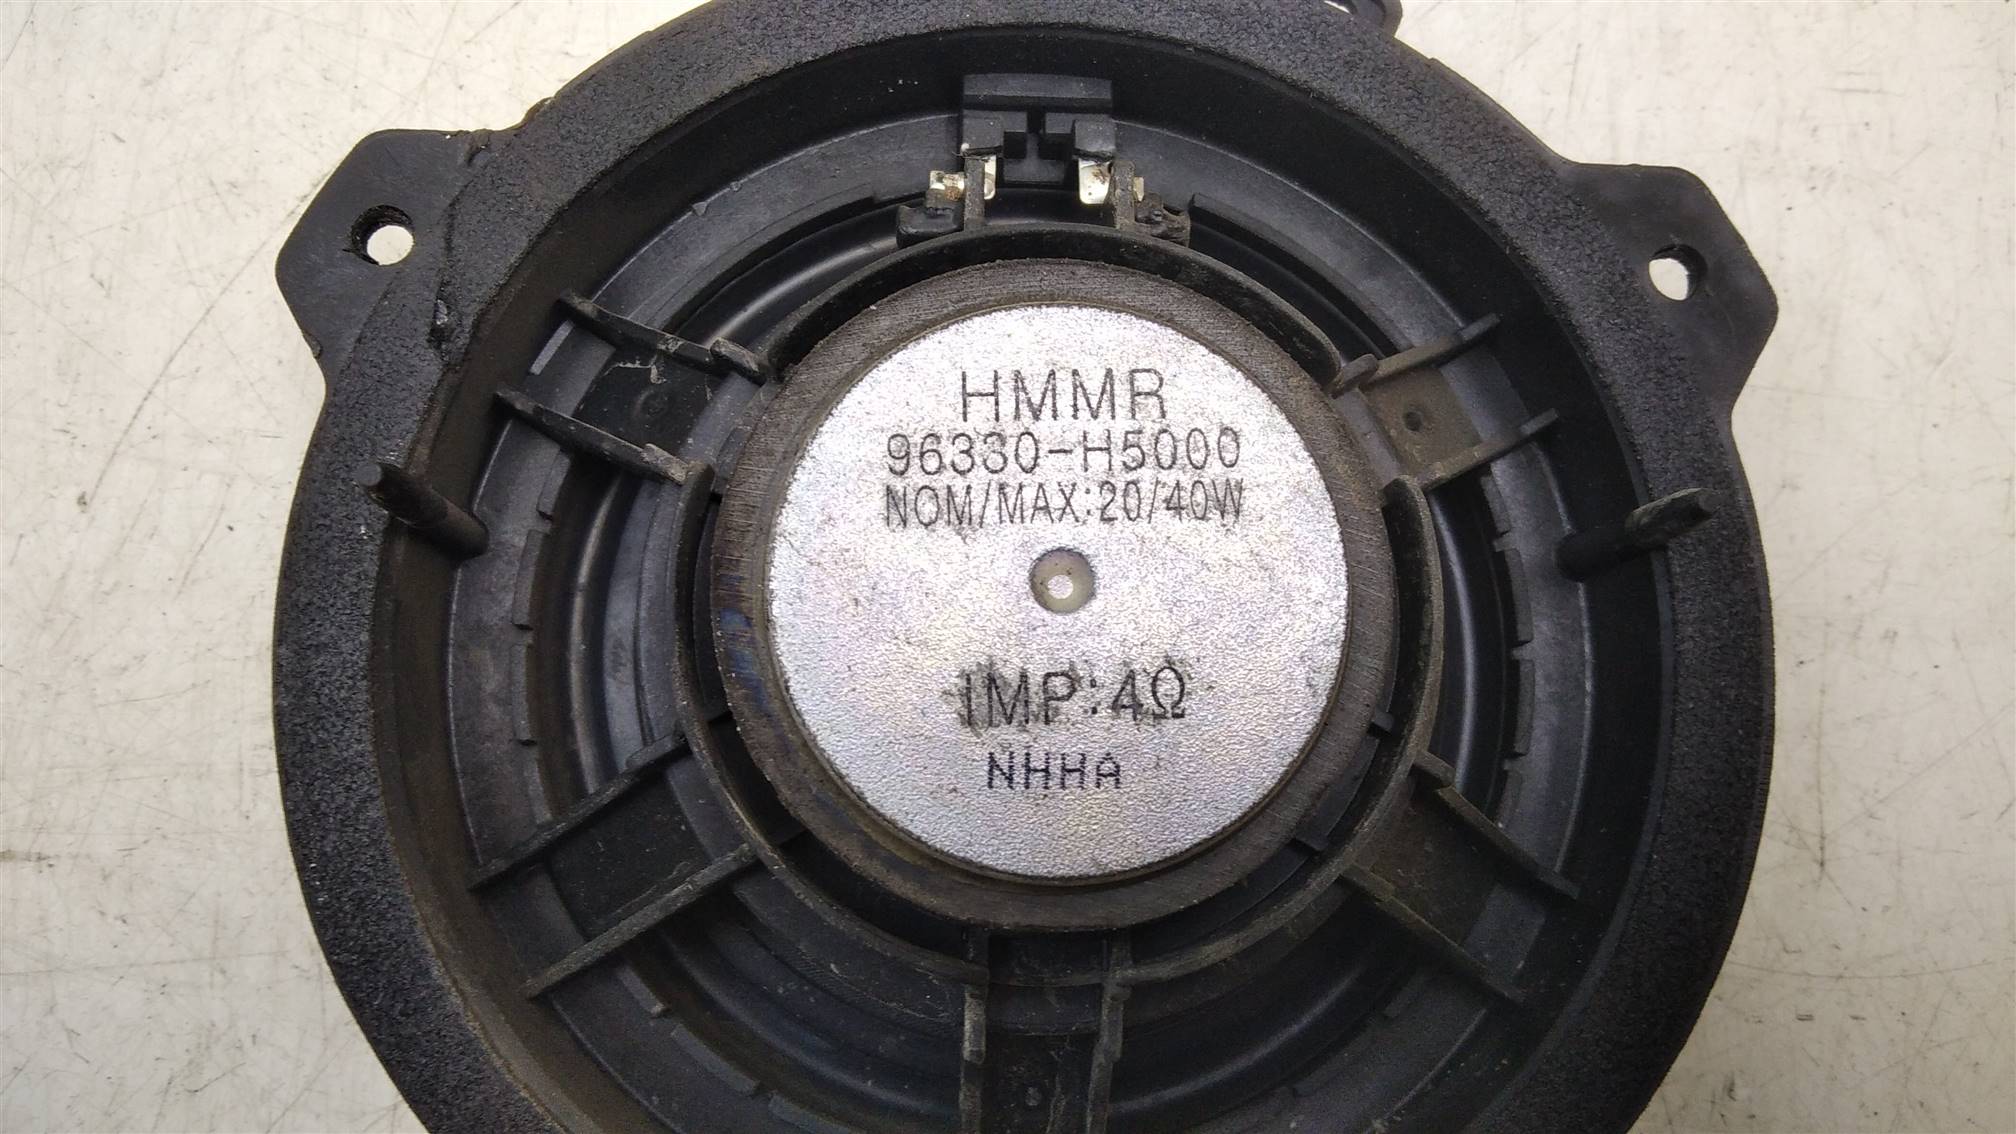 HMMR
96330-H5000
NOM/MAX:20/40W
IMP:4Ω
NHHA